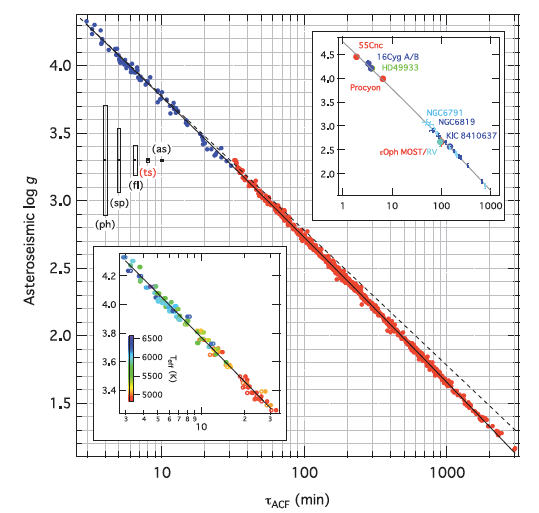 Asteroseismic log g
4.0
3.5
3.0
2.5
2.0
1.5
10
100
1000
τACF (min)
(ph)
(sp)
(fl)
(ts)
(as)
55Cnc
16Cyg A/B
HD49933
Procyon
NGC6791
NGC6819
KIC 8410637
εOph MOST/RV
4.5
4.0
3.5
3.0
2.5
2.0
1
10
100
1000
4.2
4.0
3.8
3.6
3.4
6500
6000
5500
5000
Teff (K)
3 4 5 6 7 8 9 10 2 3